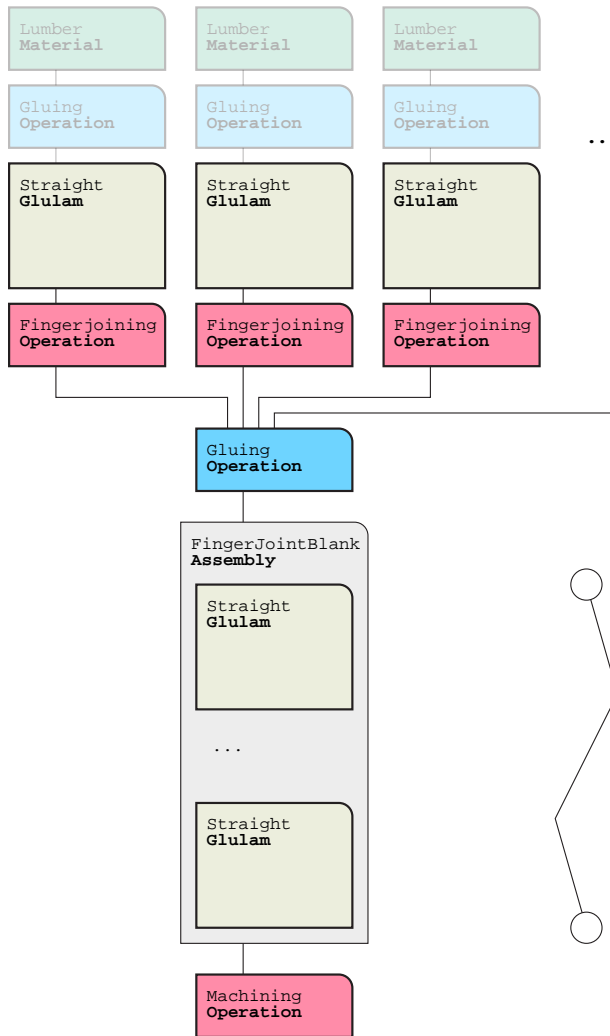 Lumber
Material
Lumber
Material
Lumber
Material
Gluing
Operation
Gluing
Operation
Gluing
Operation
..
Straight
Glulam
Straight
Glulam
Straight
Glulam
Fingerjoining
Operation
Fingerjoining
Operation
Fingerjoining
Operation
Gluing
Operation
FingerJointBlank
Assembly
Straight
Glulam
...
Straight
Glulam
Machining
Operation